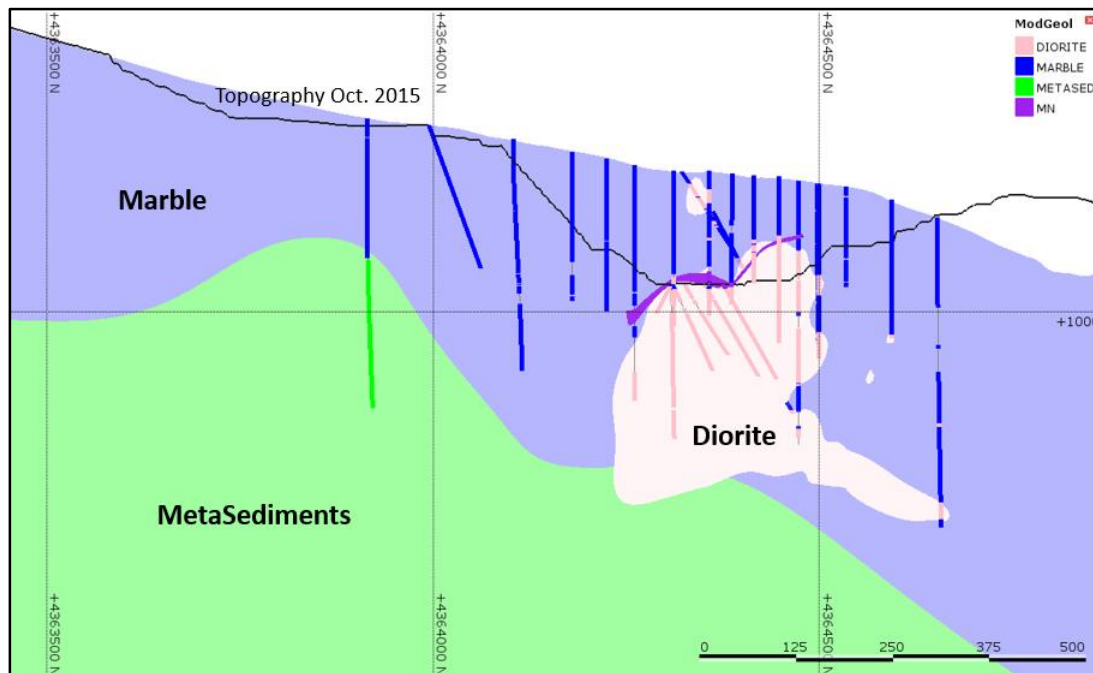 +4363500 N
+4364000 N
+4364500 N
ModGeol
DIORITE
MARBLE
METASED
MN
Topography Oct. 2015
Marble
+1000
Diorite
MetaSediments
+4363500 N
+4364000 N
+4364500 N
0 125 250 375 500